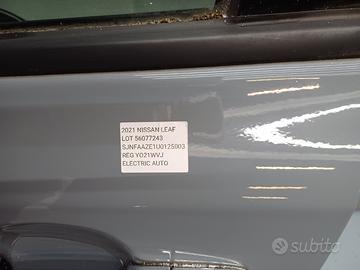 2021 NISSAN LEAF
LOT 56077243
SJNFAAZE1U0125003
REG YO21WVJ
ELECTRIC AUTO
subito